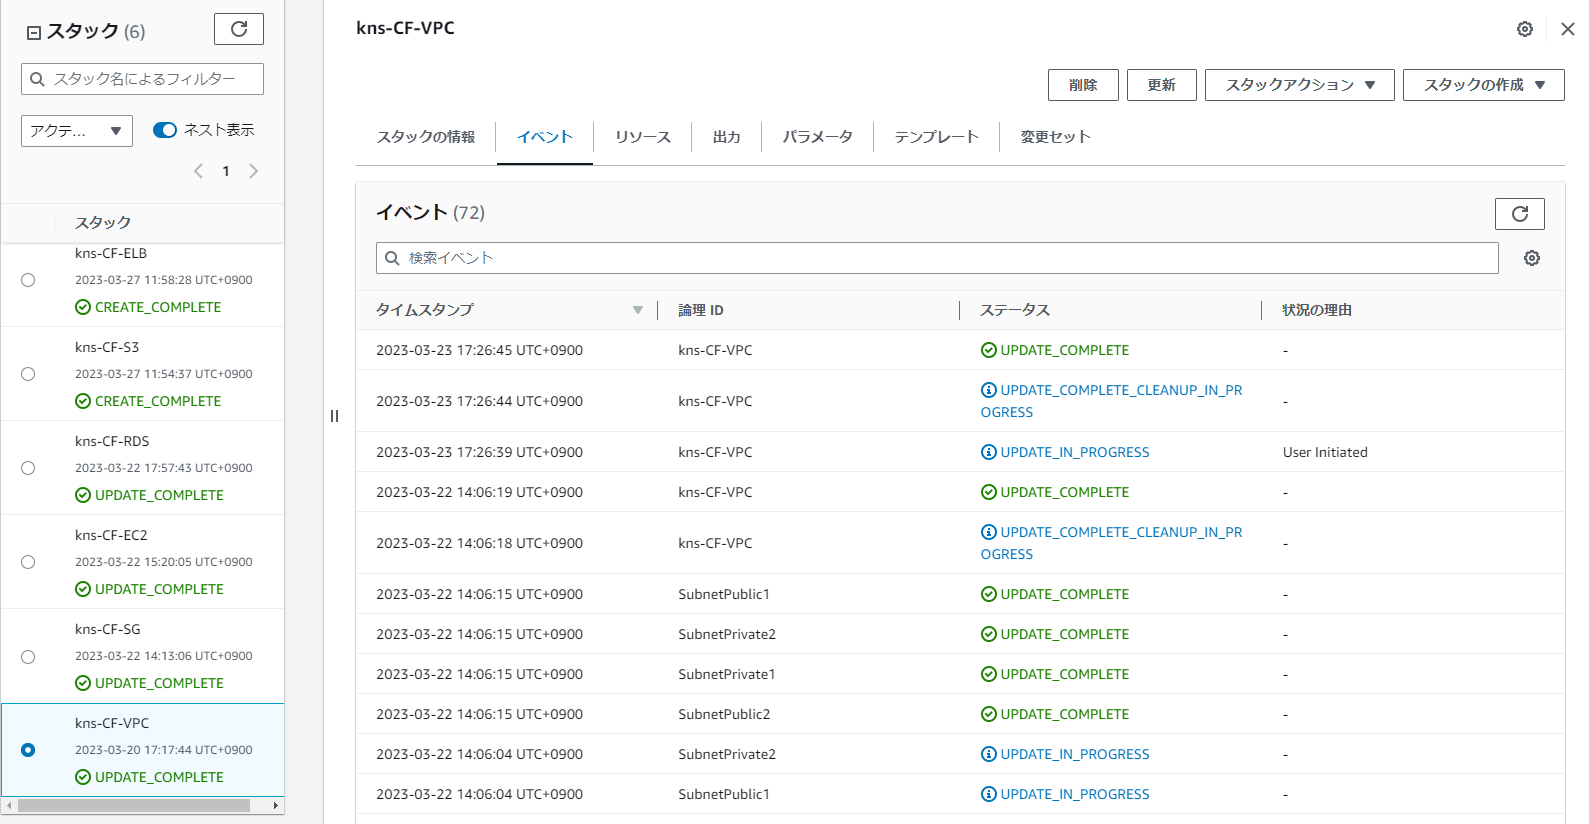 スタック (6)
スタック名によるフィルター
アクテ...
ネスト表示
1
スタック
kns-CF-ELB
2023-03-27 11:58:28 UTC+0900
CREATE_COMPLETE
kns-CF-S3
2023-03-27 11:54:37 UTC+0900
CREATE_COMPLETE
kns-CF-RDS
2023-03-22 17:57:43 UTC+0900
UPDATE_COMPLETE
kns-CF-EC2
2023-03-22 15:20:05 UTC+0900
UPDATE_COMPLETE
kns-CF-SG
2023-03-22 14:13:06 UTC+0900
UPDATE_COMPLETE
kns-CF-VPC
2023-03-20 17:17:44 UTC+0900
UPDATE_COMPLETE
kns-CF-VPC
削除 更新 スタックアクション スタックの作成
スタックの情報 イベント リソース 出力 パラメータ テンプレート 変更セット
イベント (72)
検索イベント
タイムスタンプ 論理 ID ステータス 状況の理由
2023-03-23 17:26:45 UTC+0900 kns-CF-VPC UPDATE_COMPLETE -
2023-03-23 17:26:44 UTC+0900 kns-CF-VPC UPDATE_COMPLETE_CLEANUP_IN_PR -
OGRESS
2023-03-23 17:26:39 UTC+0900 kns-CF-VPC UPDATE_IN_PROGRESS User Initiated
2023-03-22 14:06:19 UTC+0900 kns-CF-VPC UPDATE_COMPLETE -
2023-03-22 14:06:18 UTC+0900 kns-CF-VPC UPDATE_COMPLETE_CLEANUP_IN_PR -
OGRESS
2023-03-22 14:06:15 UTC+0900 SubnetPublic1 UPDATE_COMPLETE -
2023-03-22 14:06:15 UTC+0900 SubnetPrivate2 UPDATE_COMPLETE -
2023-03-22 14:06:15 UTC+0900 SubnetPrivate1 UPDATE_COMPLETE -
2023-03-22 14:06:15 UTC+0900 SubnetPublic2 UPDATE_COMPLETE -
2023-03-22 14:06:04 UTC+0900 SubnetPrivate2 UPDATE_IN_PROGRESS -
2023-03-22 14:06:04 UTC+0900 SubnetPublic1 UPDATE_IN_PROGRESS -